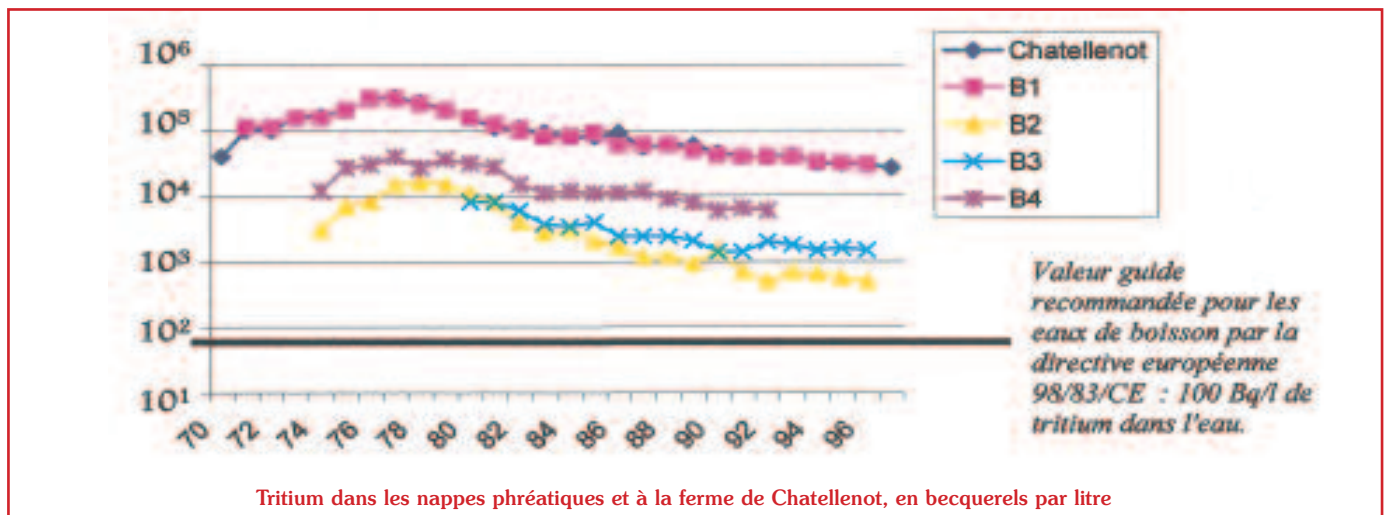 10⁶
10⁵
10⁴
10³
10²
10¹
70 72 74 76 78 80 82 84 86 88 90 92 94 96
Chatellenot
B1
B2
B3
B4
Valeur guide
recommandée pour les
eaux de boisson par la
directive européenne
98/83/CE : 100 Bq/l de
tritium dans l'eau.
Tritium dans les nappes phréatiques et à la ferme de Chatellenot, en becquerels par litre